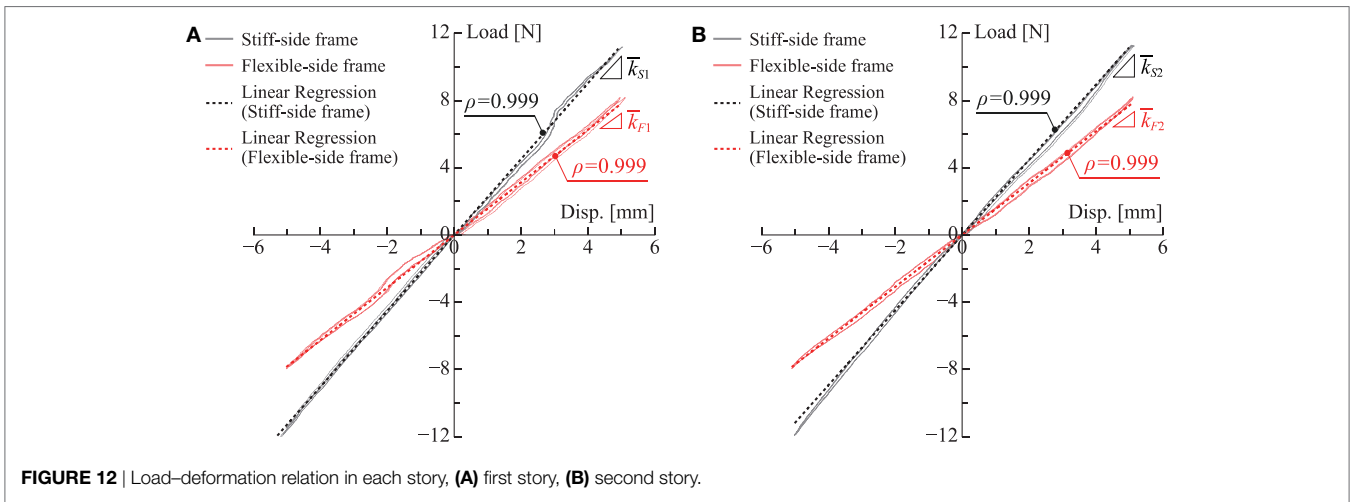 A
Stiff-side frame
Flexible-side frame
Linear Regression
(Stiff-side frame)
Linear Regression
(Flexible-side frame)
Load [N]
12
8
4
0
−4
−8
−12
ρ=0.999
k̅S1
k̅F1
ρ=0.999
Disp. [mm]
−6 −4 −2 0 2 4 6
B
Stiff-side frame
Flexible-side frame
Linear Regression
(Stiff-side frame)
Linear Regression
(Flexible-side frame)
Load [N]
12
8
4
0
−4
−8
−12
ρ=0.999
k̅S2
k̅F2
ρ=0.999
Disp. [mm]
−6 −4 −2 0 2 4 6
FIGURE 12 | Load–deformation relation in each story, (A) first story, (B) second story.